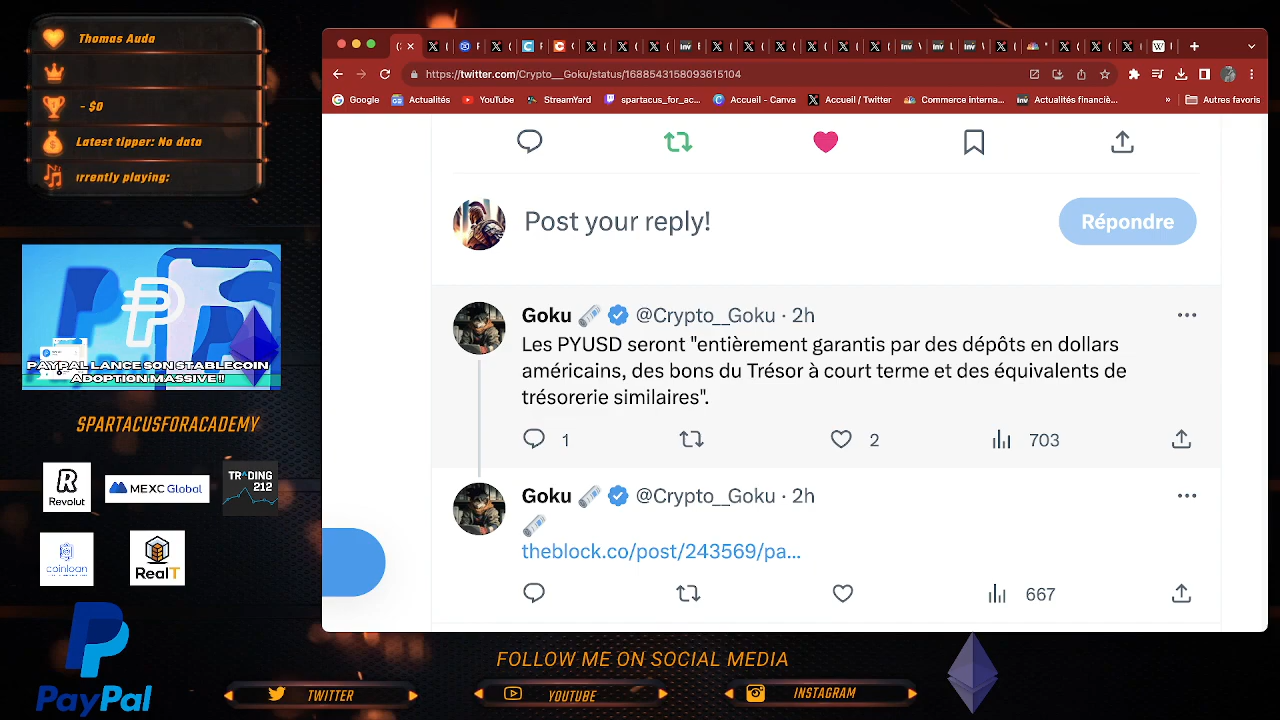 Thomas Auda
- $0
Latest tipper: No data
urrently playing:
PAYPAL LANCE SON STABLECOIN
ADOPTION MASSIVE !!
SPARTACUSFORACADEMY
Revolut
MEXC Global
TRADING
212
coinloan
RealT
PayPal
https://twitter.com/Crypto__Goku/status/1688543158093615104
Google
Actualités
YouTube
StreamYard
spartacus_for_ac...
Accueil - Canva
Accueil / Twitter
Commerce interna...
Actualités financiè...
»
Autres favoris
Post your reply!
Répondre
Goku @Crypto__Goku · 2h
Les PYUSD seront "entièrement garantis par des dépôts en dollars
américains, des bons du Trésor à court terme et des équivalents de
trésorerie similaires".
1
2
703
Goku @Crypto__Goku · 2h
theblock.co/post/243569/pa...
667
FOLLOW ME ON SOCIAL MEDIA
TWITTER
YOUTUBE
INSTAGRAM